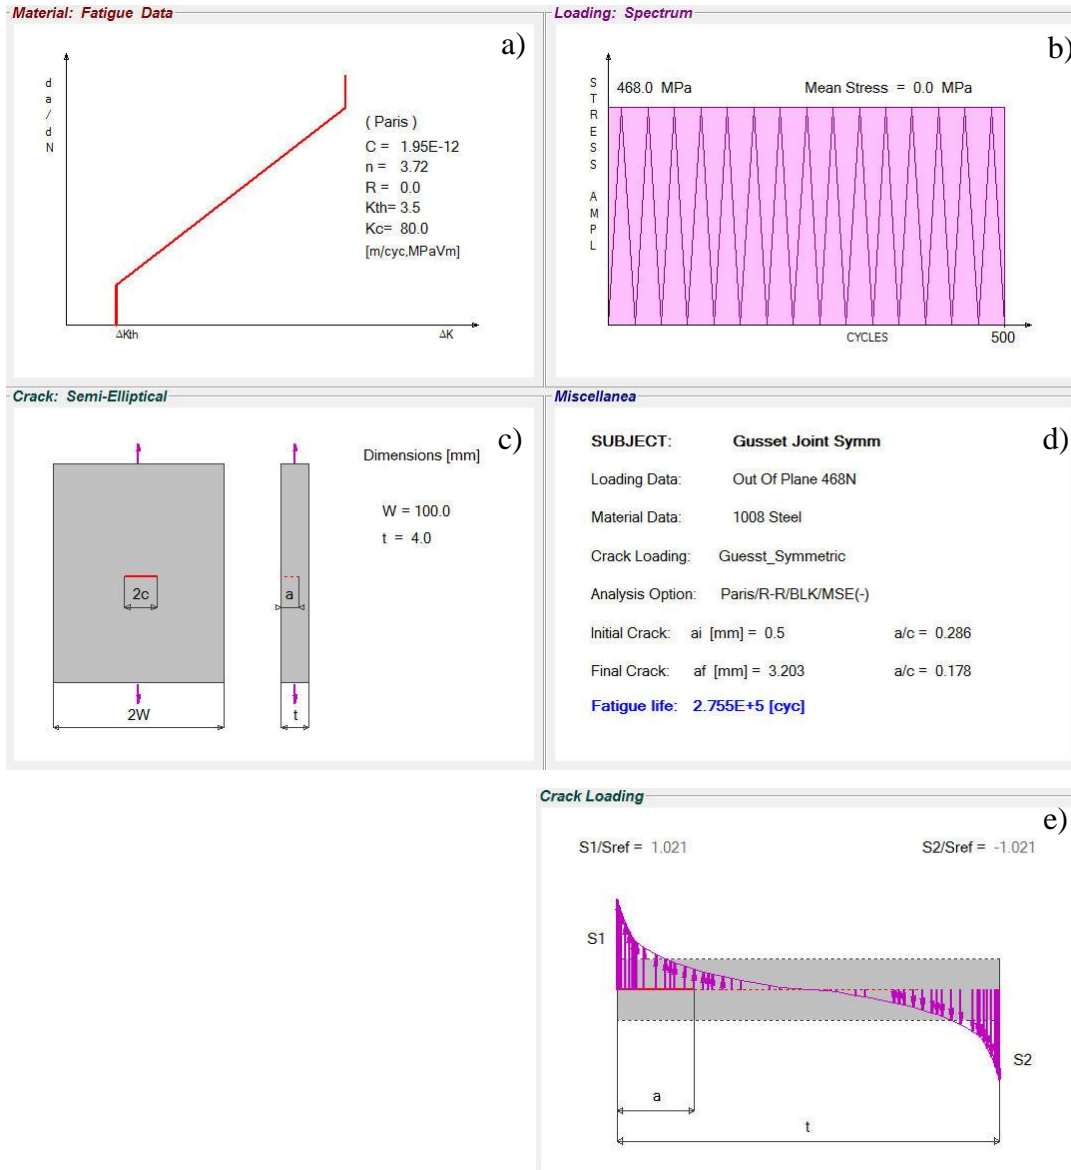 Material: Fatigue Data
a)
da/dN
( Paris )
C = 1.95E-12
n = 3.72
R = 0.0
Kth= 3.5
Kc= 80.0
[m/cyc,MPaVm]
ΔKth
ΔK
Loading: Spectrum
b)
STRESS AMPL
468.0 MPa
Mean Stress = 0.0 MPa
CYCLES
500
Crack: Semi-Elliptical
c)
Dimensions [mm]
W = 100.0
t = 4.0
2c
a
2W
t
Miscellanea
d)
SUBJECT: Gusset Joint Symm
Loading Data: Out Of Plane 468N
Material Data: 1008 Steel
Crack Loading: Guesst_Symmetric
Analysis Option: Paris/R-R/BLK/MSE(-)
Initial Crack: ai [mm] = 0.5 a/c = 0.286
Final Crack: af [mm] = 3.203 a/c = 0.178
Fatigue life: 2.755E+5 [cyc]
Crack Loading
e)
S1/Sref = 1.021
S2/Sref = -1.021
S1
S2
a
t